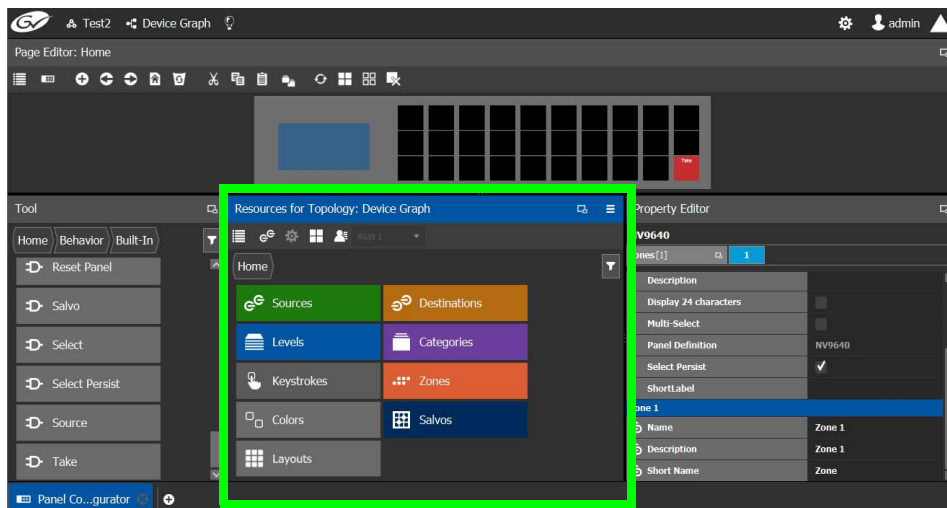 GV Test2 Device Graph admin
Page Editor: Home
Take
Tool
Home Behavior Built-In
Reset Panel
Salvo
Select
Select Persist
Source
Take
Resources for Topology: Device Graph
Alias 1
Home
Sources Destinations
Levels Categories
Keystrokes Zones
Colors Salvos
Layouts
Property Editor
NV9640
ones[1] 1
Description
Display 24 characters
Multi-Select
Panel Definition NV9640
Select Persist
ShortLabel
one 1
Name Zone 1
Description Zone 1
Short Name Zone
Panel Co...gurator